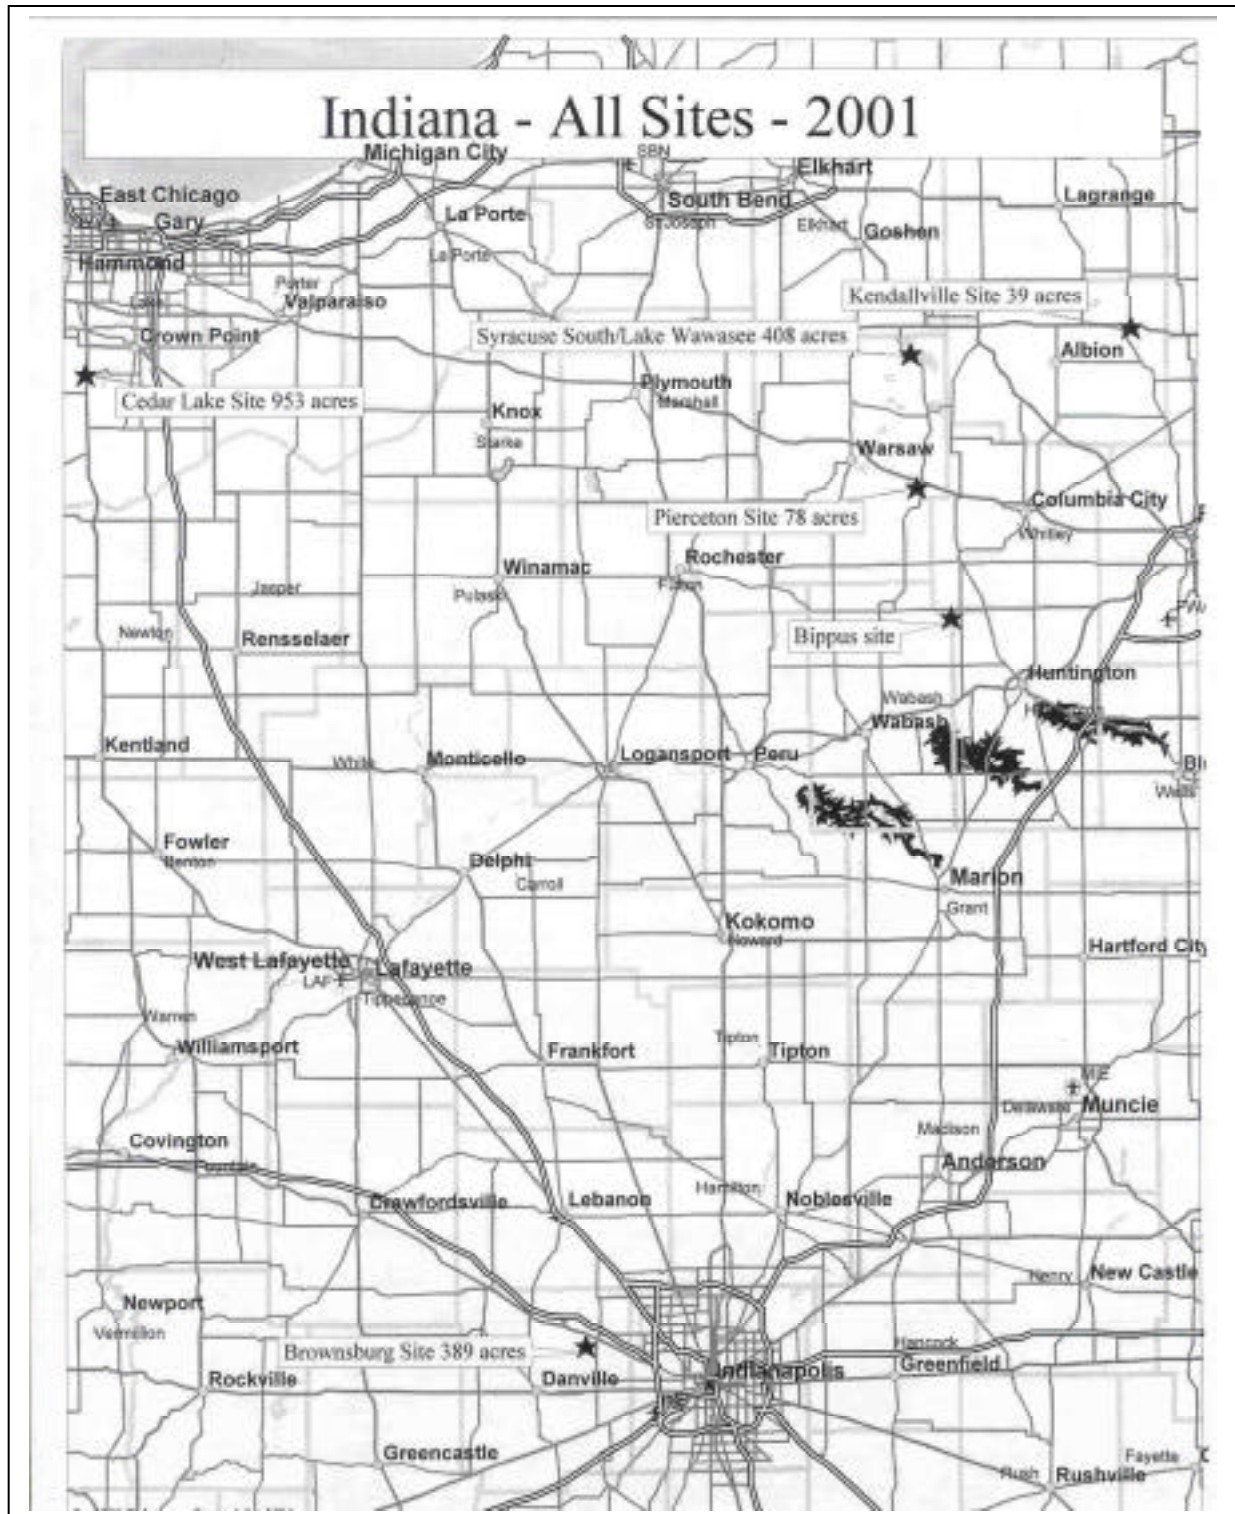 Indiana - All Sites - 2001
Michigan City
SBN
Elkhart
East Chicago
South Bend
Lagrange
Gary
La Porte
St Joseph
Elkhart
Goshen
Hammond
La Porte
Porter
Kendallville Site 39 acres
Lake
Valparaiso
Crown Point
Syracuse South/Lake Wawasee 408 acres
Albion
Plymouth
Marshall
Cedar Lake Site 953 acres
Knox
Starke
Warsaw
Columbia City
Pierceton Site 78 acres
Whitley
Rochester
Winamac
Fulton
Jasper
Pulaski
Newton
Rensselaer
Bippus site
Huntington
Wabash
Wabash
Kentland
White
Monticello
Logansport
Peru
Wells
Fowler
Benton
Delphi
Carroll
Marion
Grant
Kokomo
Howard
Hartford City
West Lafayette
Lafayette
LAF
Tippecanoe
Warren
Williamsport
Frankfort
Tipton
Tipton
MIE
Delaware
Muncie
Covington
Madison
Fountain
Anderson
Crawfordsville
Lebanon
Hamilton
Noblesville
Henry
New Castle
Newport
Vermillion
Hancock
Brownsburg Site 389 acres
Greenfield
Rockville
Danville
Indianapolis
Greencastle
Fayette
Rush
Rushville